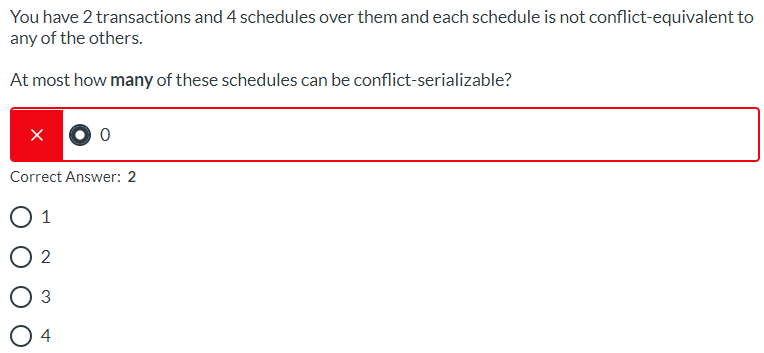 You have 2 transactions and 4 schedules over them and each schedule is not conflict-equivalent to
any of the others.
At most how many of these schedules can be conflict-serializable?
0
Correct Answer: 2
1
2
3
4